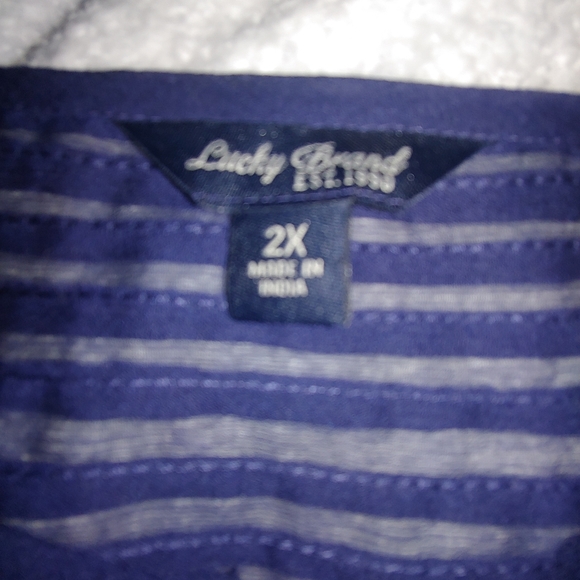 Lucky Brand
EST.1990
2X
MADE IN
INDIA